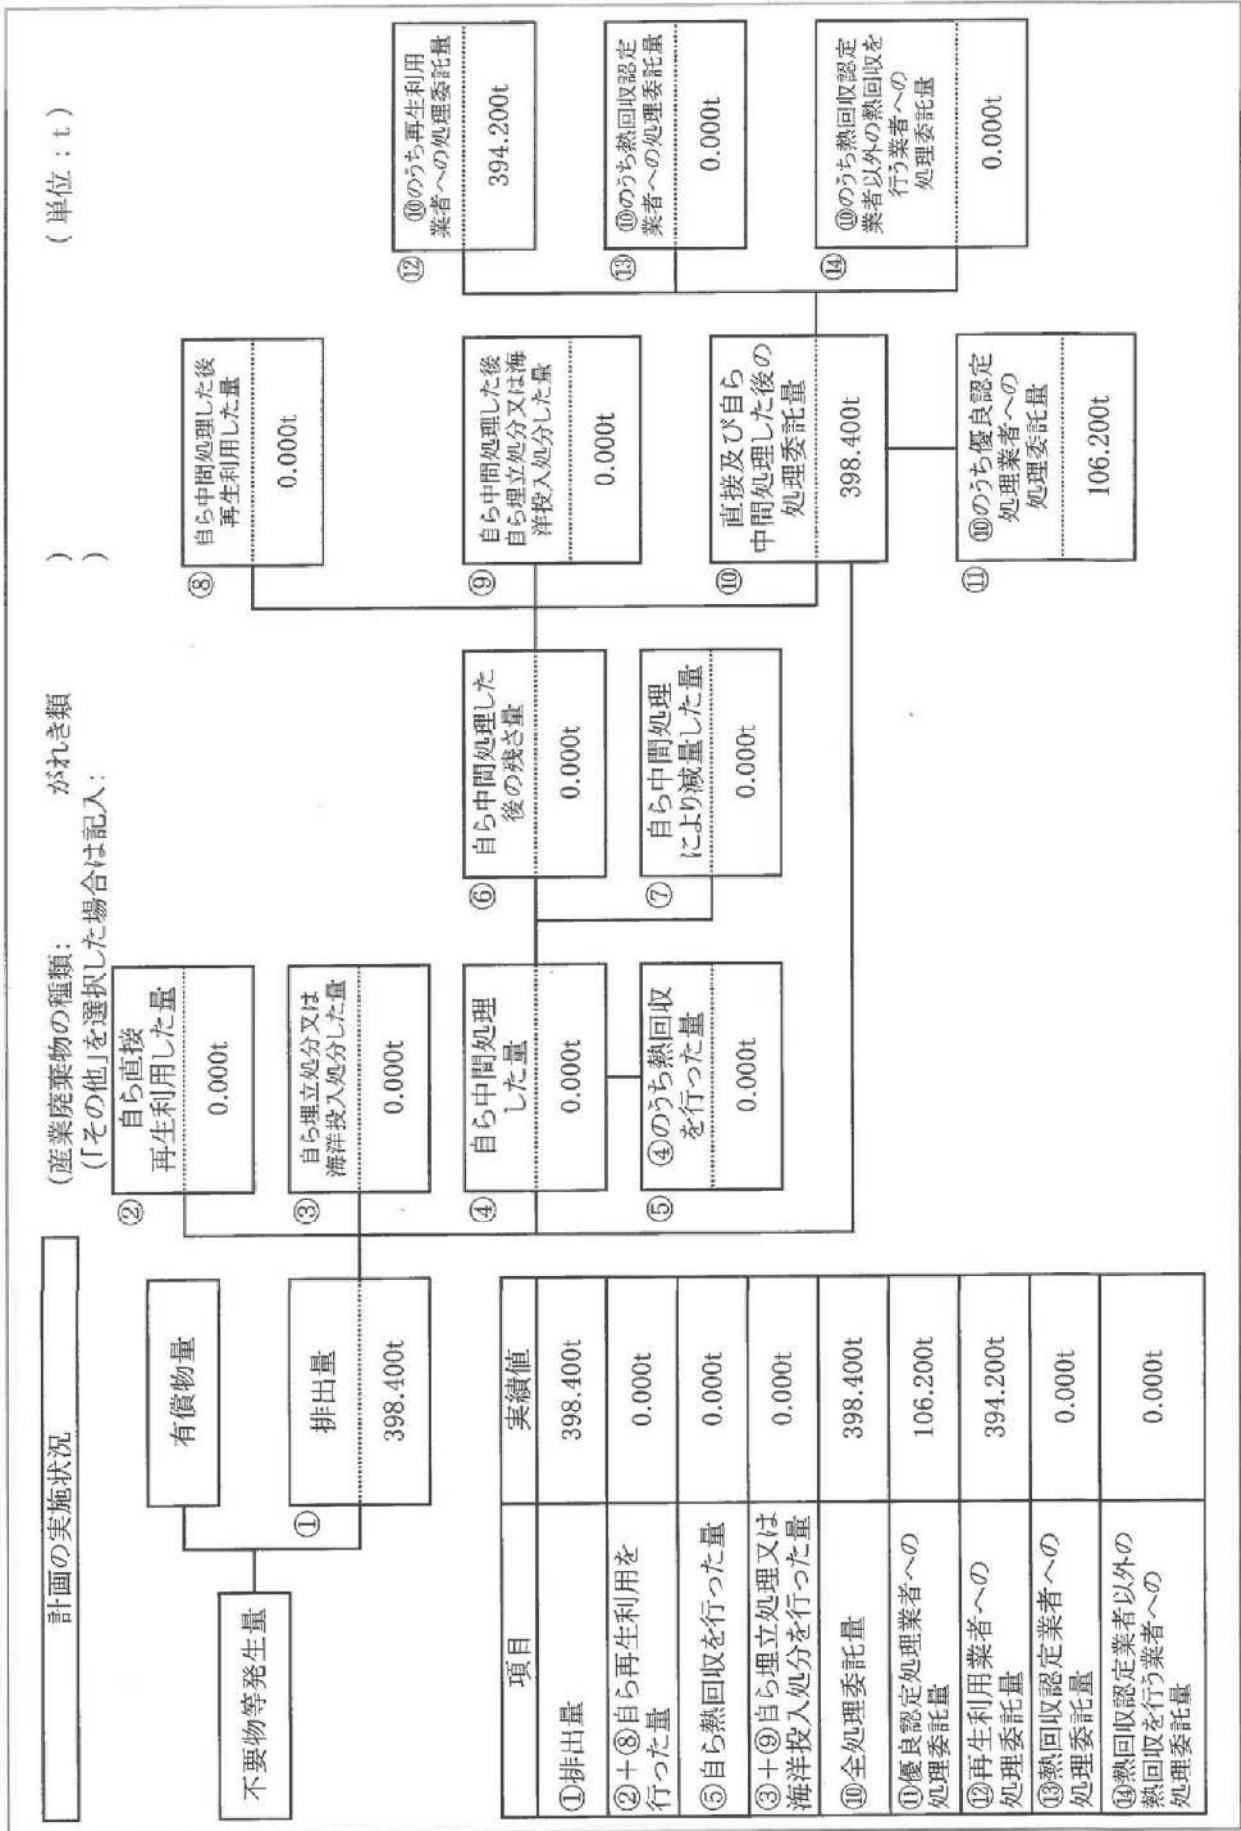 計画の実施状況
(産業廃棄物の種類: がれき類 )
(「その他」を選択した場合は記入: )
(単位:t)
不要物等発生量
有償物量
①
排出量
398.400t
②
自ら直接
再生利用した量
0.000t
③
自ら埋立処分又は
海洋投入処分した量
0.000t
④
自ら中間処理
した量
0.000t
⑤
④のうち熱回収
を行った量
0.000t
⑥
自ら中間処理した
後の残さ量
0.000t
⑦
自ら中間処理
により減量した量
0.000t
⑧
自ら中間処理した後
再生利用した量
0.000t
⑨
自ら中間処理した後
自ら埋立処分又は海
洋投入処分した量
0.000t
⑩
直接及び自ら
中間処理した後の
処理委託量
398.400t
⑪
⑩のうち優良認定
処理業者への
処理委託量
106.200t
⑫
⑩のうち再生利用
業者への処理委託量
394.200t
⑬
⑩のうち熱回収認定
業者への処理委託量
0.000t
⑭
⑩のうち熱回収認定
業者以外の熱回収を
行う業者への
処理委託量
0.000t
項目 実績値
①排出量 398.400t
②+⑧自ら再生利用を
行った量 0.000t
⑤自ら熱回収を行った量 0.000t
③+⑨自ら埋立処理又は
海洋投入処分を行った量 0.000t
⑩全処理委託量 398.400t
⑪優良認定処理業者への
処理委託量 106.200t
⑫再生利用業者への
処理委託量 394.200t
⑬熱回収認定業者への
処理委託量 0.000t
⑭熱回収認定業者以外の
熱回収を行う業者への
処理委託量 0.000t